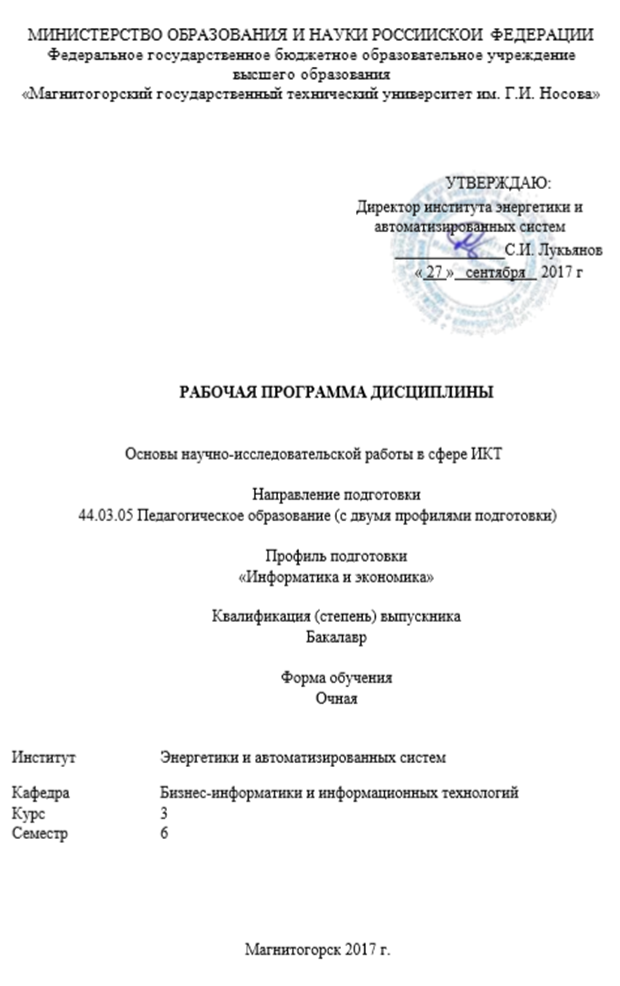 МИНИСТЕРСТВО ОБРАЗОВАНИЯ И НАУКИ РОССИИСКОИ ФЕДЕРАЦИИ
Федеральное государственное бюджетное образовательное учреждение
высшего образования
«Магнитогорский государственный технический университет им. Г.И. Носова»
УТВЕРЖДАЮ:
Директор института энергетики и
автоматизированных систем
С.И. Лукьянов
« 27 » сентября 2017 г
РАБОЧАЯ ПРОГРАММА ДИСЦИПЛИНЫ
Основы научно-исследовательской работы в сфере ИКТ
Направление подготовки
44.03.05 Педагогическое образование (с двумя профилями подготовки)
Профиль подготовки
«Информатика и экономика»
Квалификация (степень) выпускника
Бакалавр
Форма обучения
Очная
Институт Энергетики и автоматизированных систем
Кафедра Бизнес-информатики и информационных технологий
Курс 3
Семестр 6
Магнитогорск 2017 г.